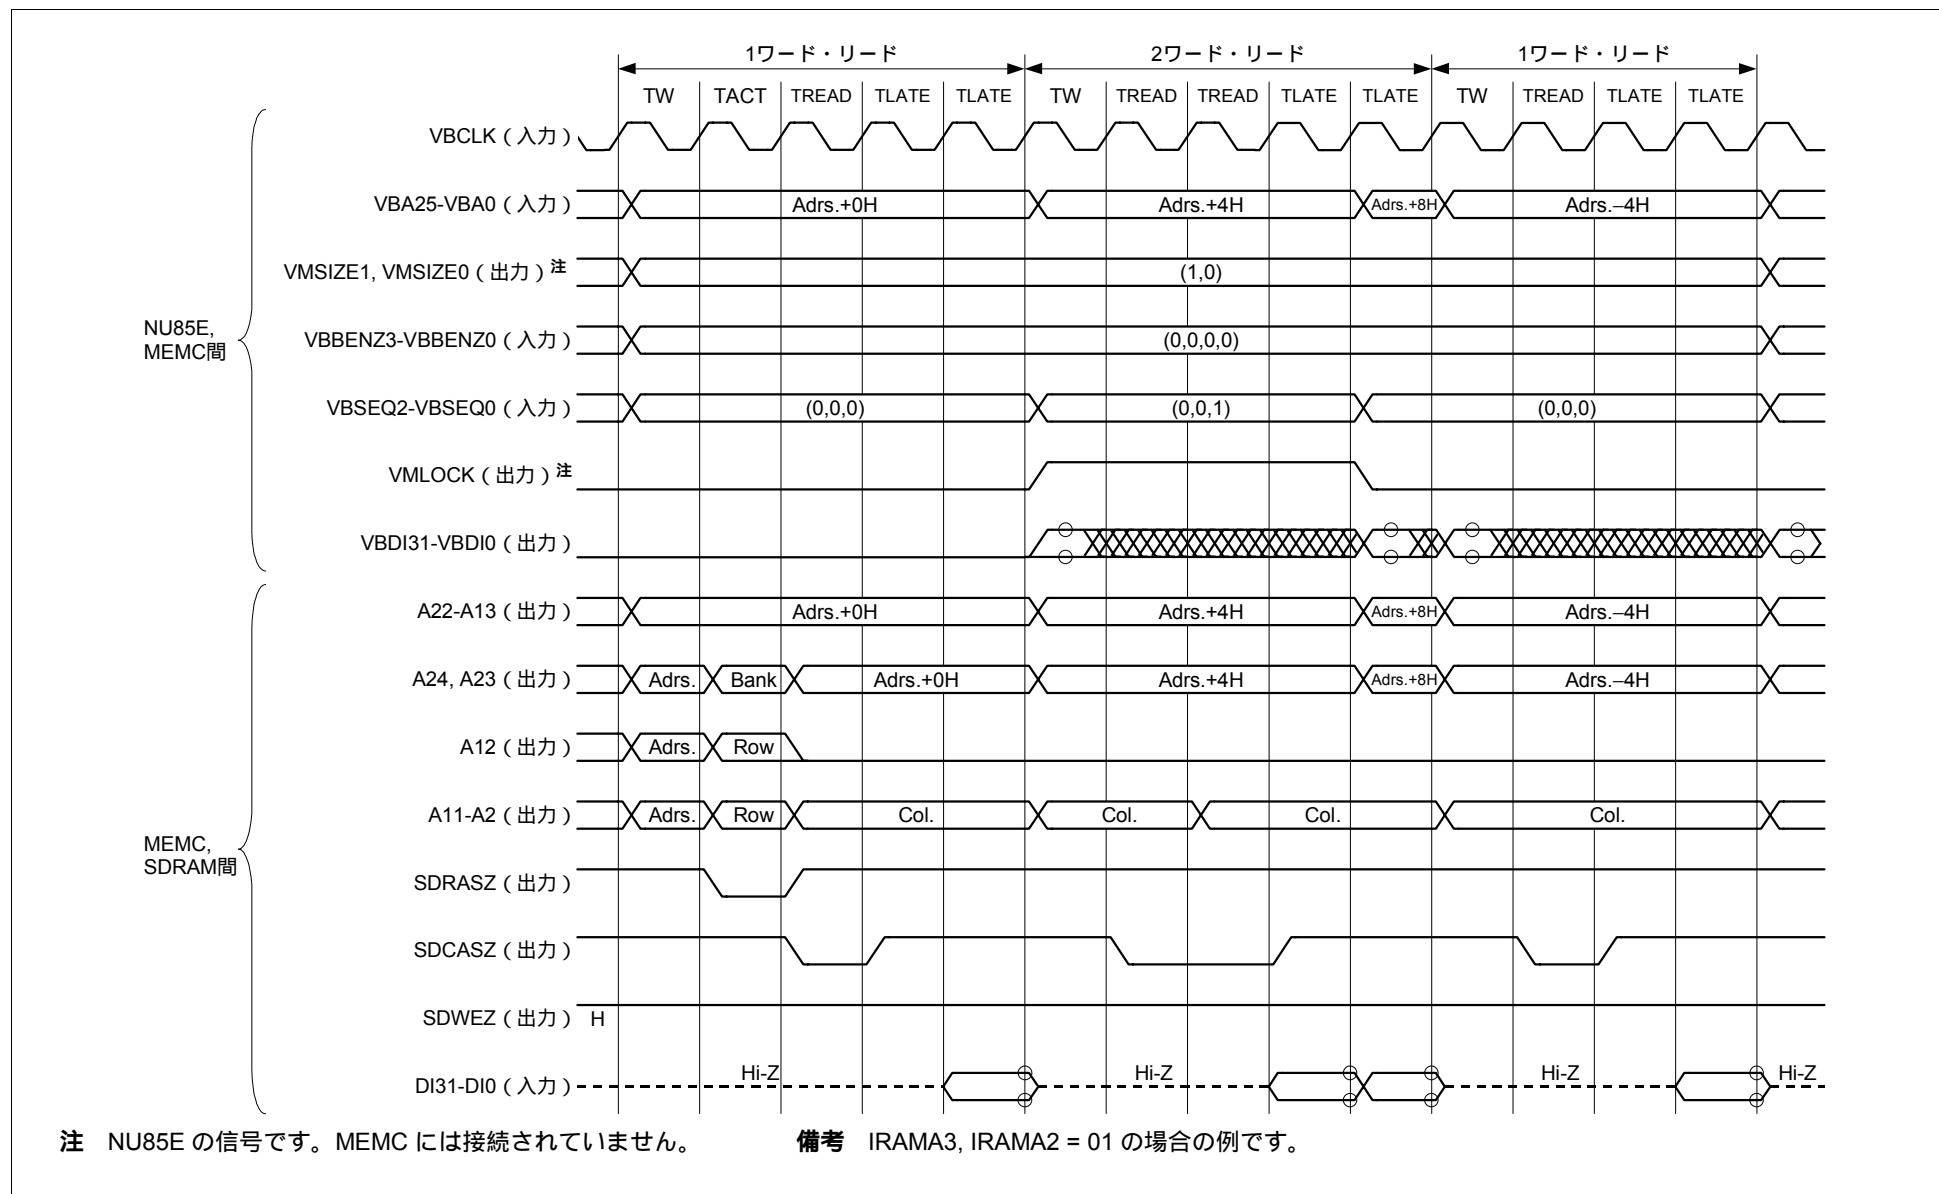 1ワード・リード 2ワード・リード 1ワード・リード
TW TACT TREAD TLATE TLATE TW TREAD TREAD TLATE TLATE TW TREAD TLATE TLATE
NU85E,
MEMC間
VBCLK（入力）
VBA25-VBA0（入力） Adrs.+0H Adrs.+4H Adrs.+8H Adrs.–4H
VMSIZE1, VMSIZE0（出力）注 (1,0)
VBBENZ3-VBBENZ0（入力） (0,0,0,0)
VBSEQ2-VBSEQ0（入力） (0,0,0) (0,0,1) (0,0,0)
VMLOCK（出力）注
VBDI31-VBDI0（出力）
MEMC,
SDRAM間
A22-A13（出力） Adrs.+0H Adrs.+4H Adrs.+8H Adrs.–4H
A24, A23（出力） Adrs. Bank Adrs.+0H Adrs.+4H Adrs.+8H Adrs.–4H
A12（出力） Adrs. Row
A11-A2（出力） Adrs. Row Col. Col. Col. Col.
SDRASZ（出力）
SDCASZ（出力）
SDWEZ（出力） H
DI31-DI0（入力） Hi-Z Hi-Z Hi-Z Hi-Z
注 NU85E の信号です。MEMC には接続されていません。 備考 IRAMA3, IRAMA2 = 01 の場合の例です。